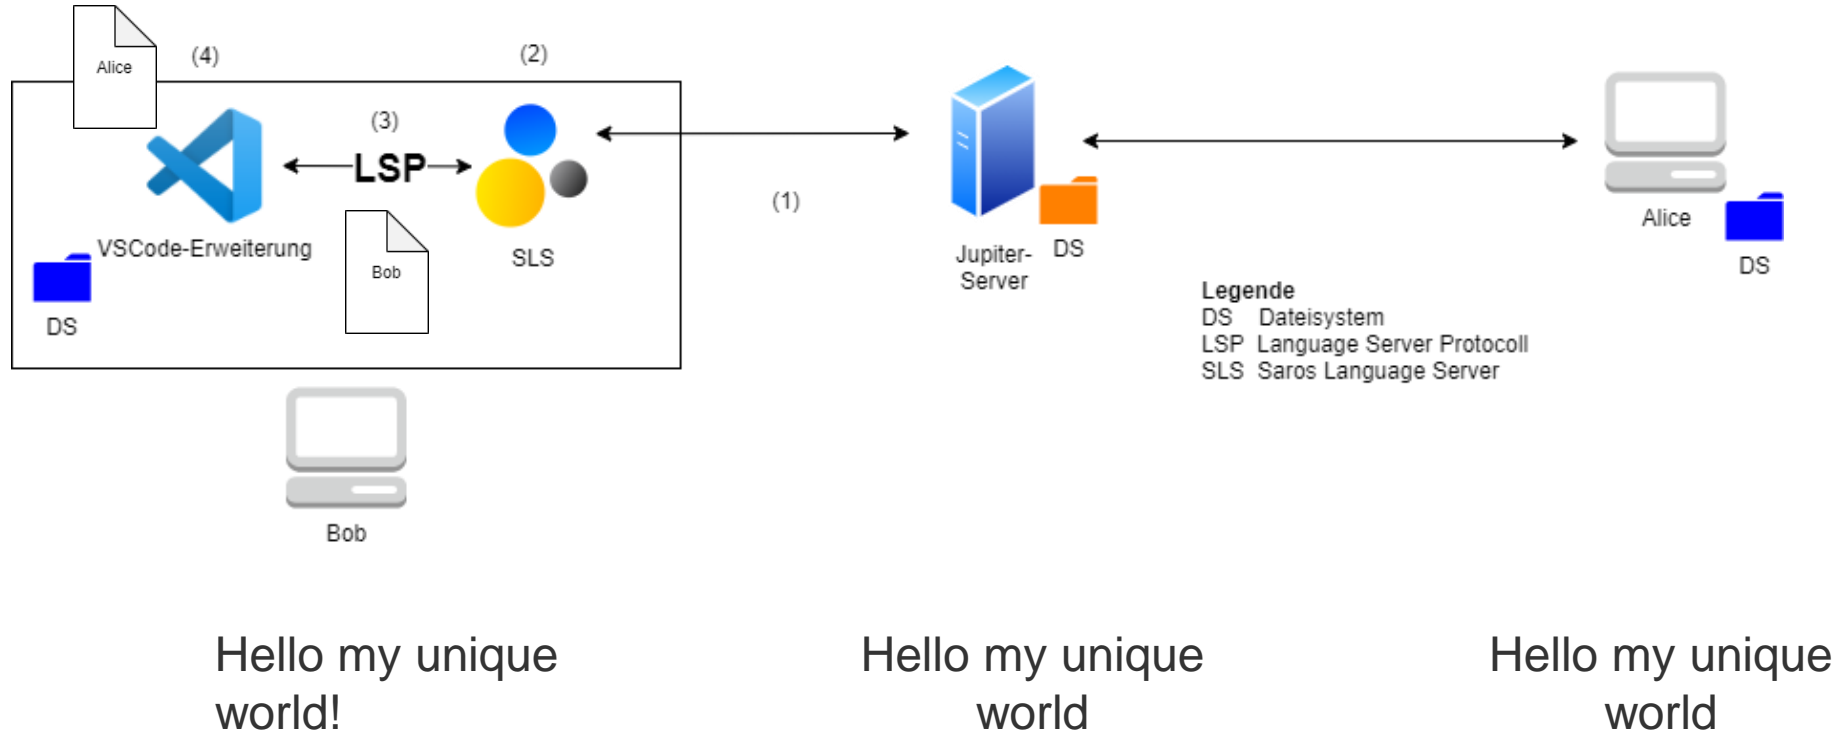 Alice
(4)
(2)
(3)
LSP
(1)
VSCode-Erweiterung
Bob
SLS
DS
Jupiter-
Server
DS
Alice
DS
Legende
DS Dateisystem
LSP Language Server Protocoll
SLS Saros Language Server
Bob
Hello my unique
world!
Hello my unique
world
Hello my unique
world